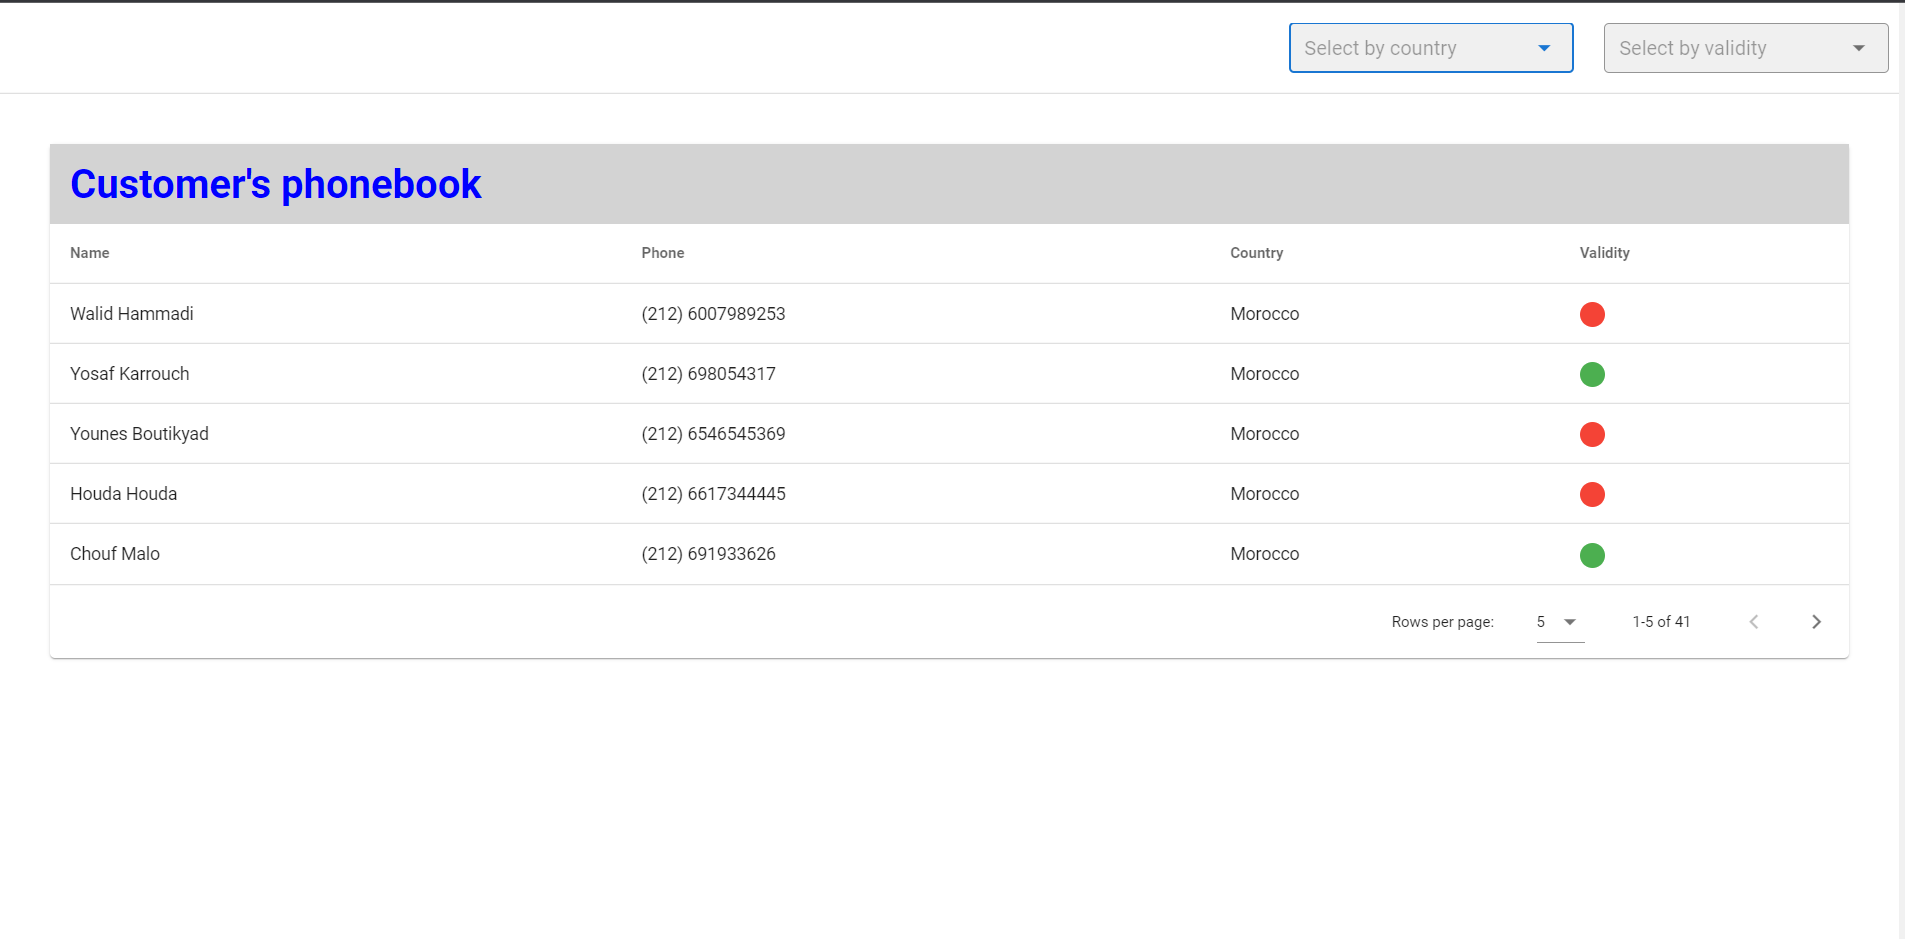 Select by country Select by validity
Customer's phonebook
Name Phone Country Validity
Walid Hammadi (212) 6007989253 Morocco
Yosaf Karrouch (212) 698054317 Morocco
Younes Boutikyad (212) 6546545369 Morocco
Houda Houda (212) 6617344445 Morocco
Chouf Malo (212) 691933626 Morocco
Rows per page: 5 1-5 of 41